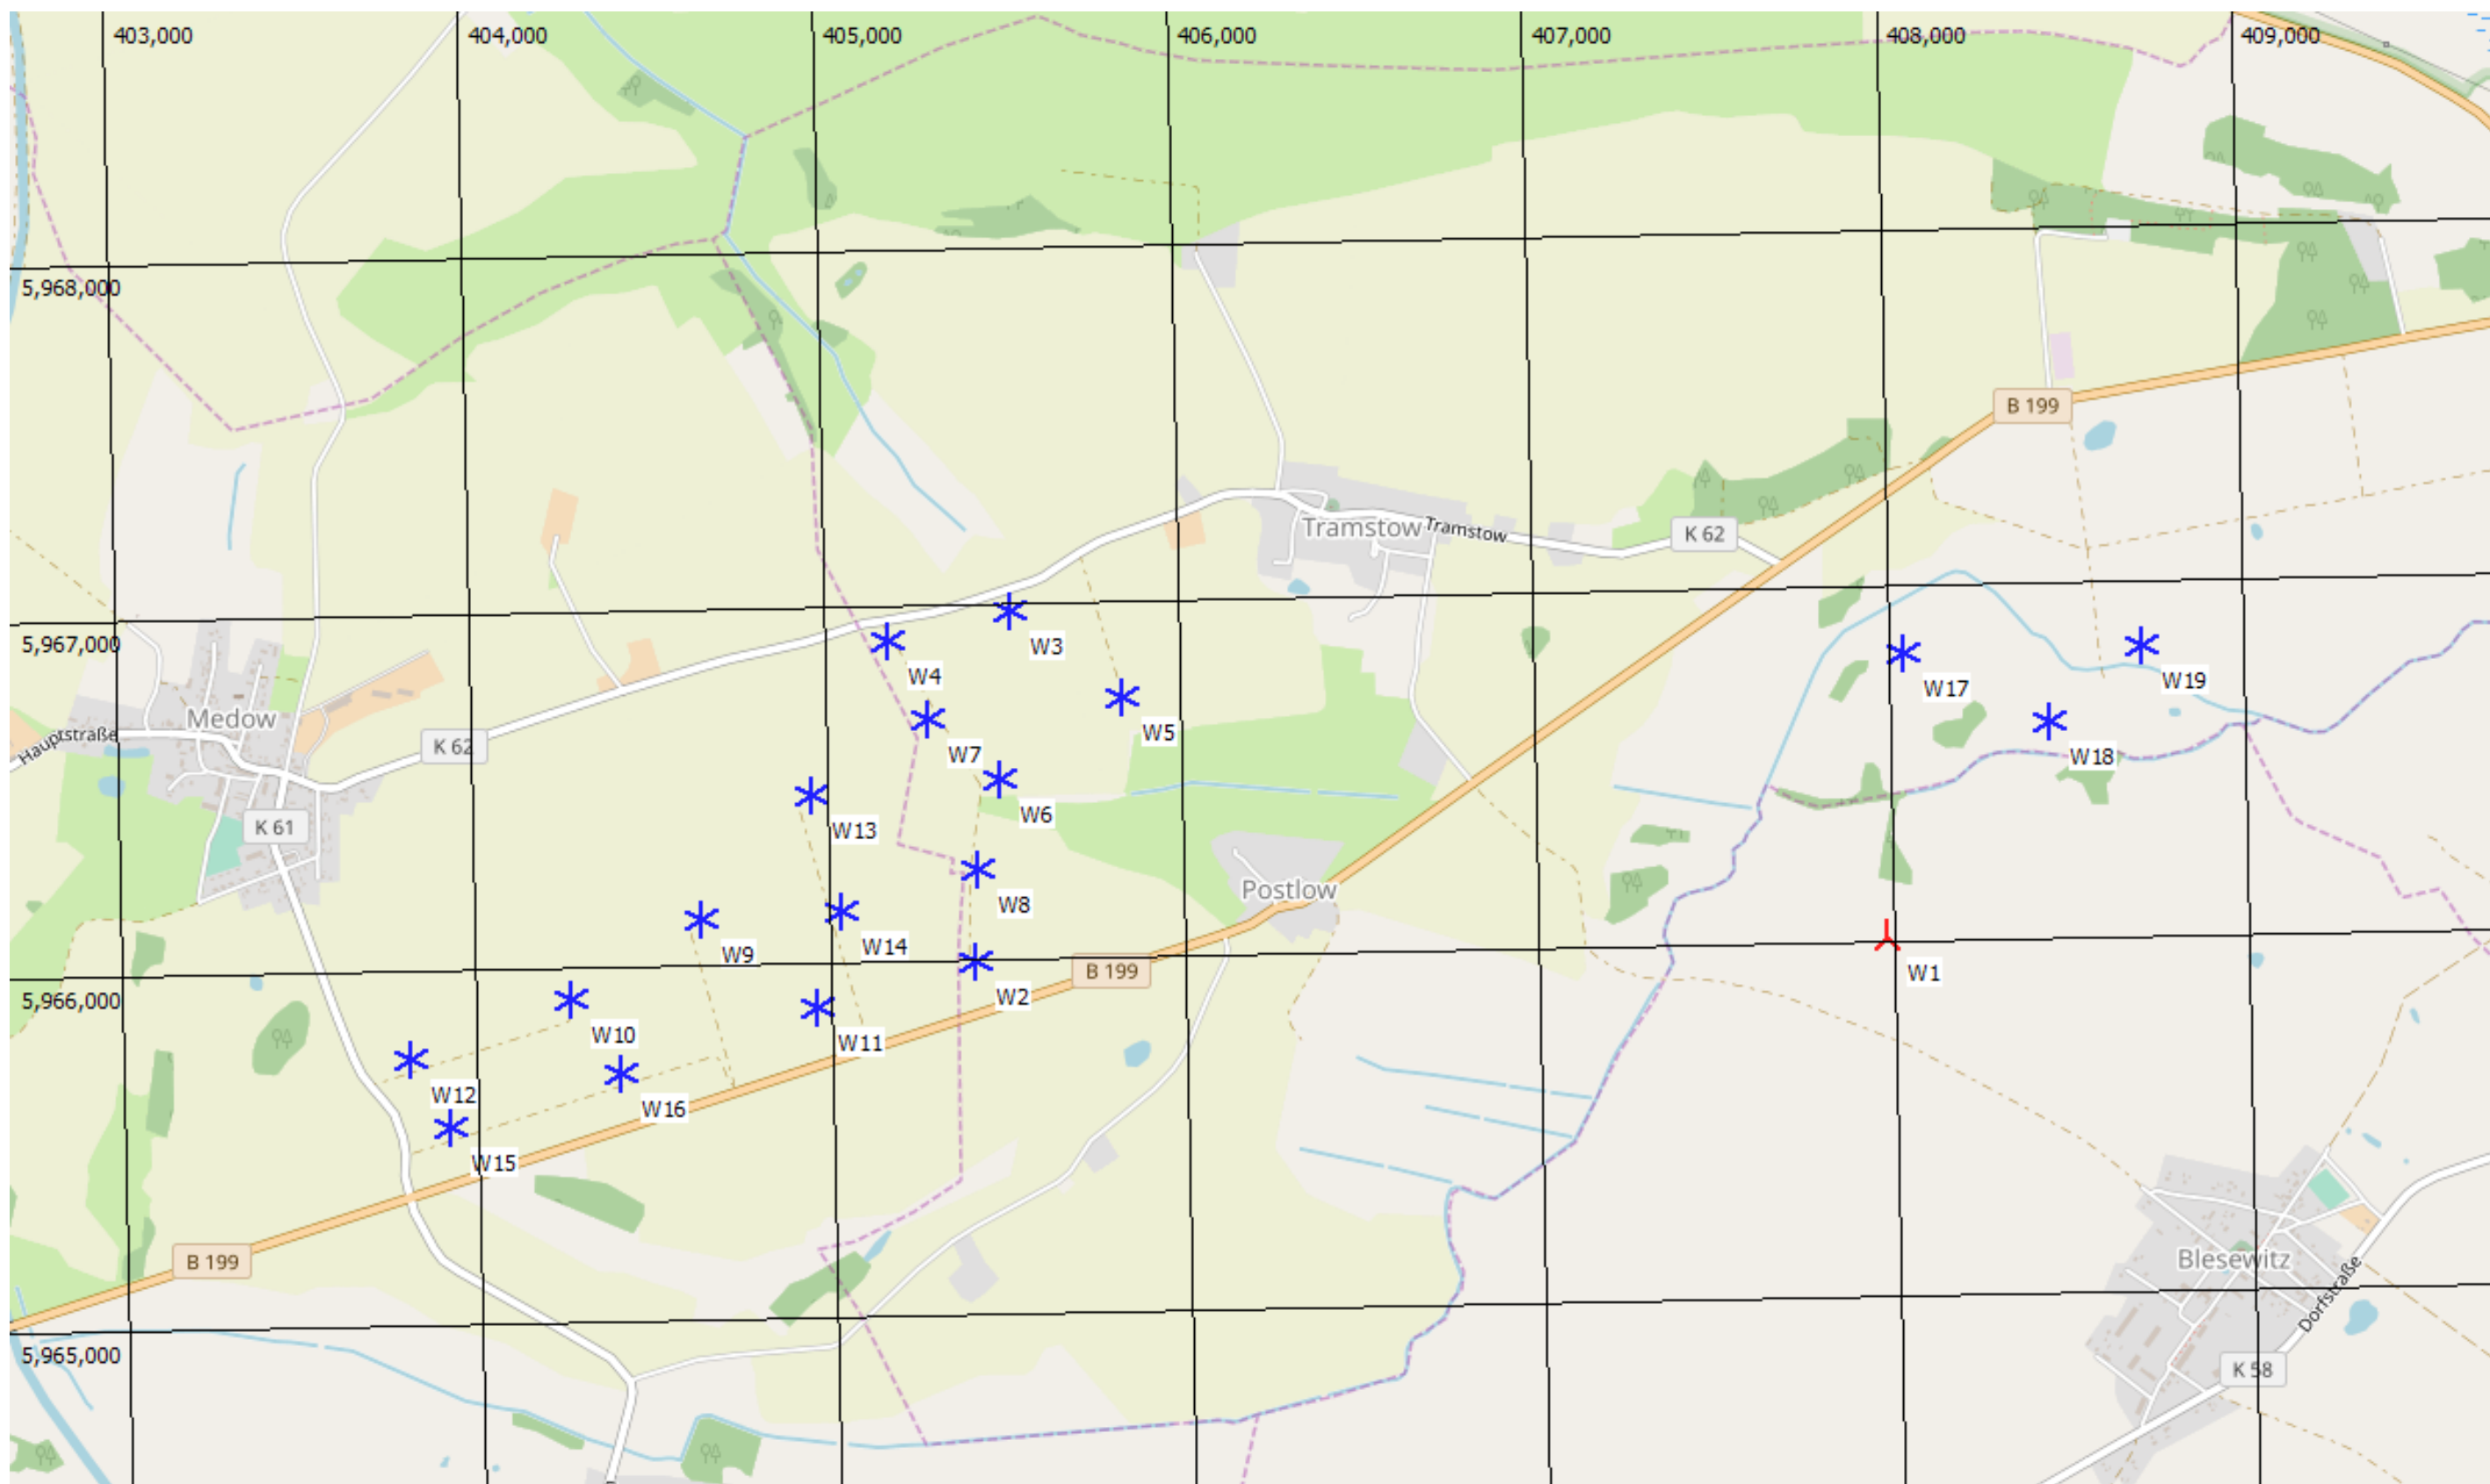 403,000
404,000
405,000
406,000
407,000
408,000
409,000
5,968,000
B 199
Tramstow
Tramstow
K 62
5,967,000
W3
W4
W19
W17
Medow
Hauptstraße
K 62
W5
W7
W18
W6
K 61
W13
Postlow
W8
W14
W9
B 199
W1
5,966,000
W2
W10
W11
W12
W16
W15
B 199
Blesewitz
Dorfstraße
5,965,000
K 58